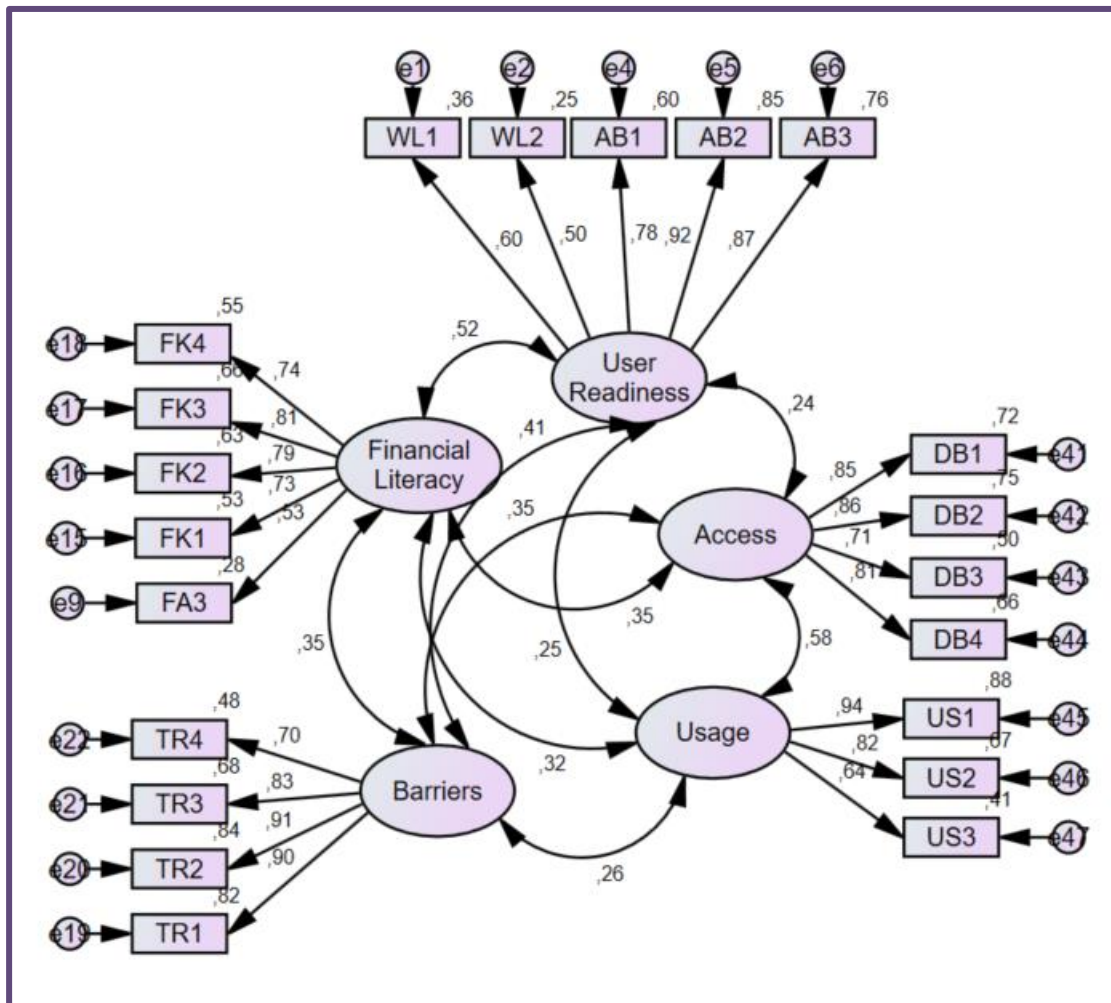 e1 e2 e4 e5 e6
,36 ,25 ,60 ,85 ,76
WL1 WL2 AB1 AB2 AB3
,60 ,50 ,78 ,92 ,87
,55
e18 FK4
,74
,66
e17 FK3
,81
,63
e16 FK2
,79
,73
,53
e15 FK1
,53
,28
e9 FA3
Financial
Literacy
,52
User
Readiness
,41
,24
,35
,72
DB1 e41
,85
,75
DB2 e42
,86
,50
DB3 e43
,71
,66
DB4 e44
,81
Access
,35
,35
,25
,58
,32
,26
,48
e22 TR4
,70
,68
e21 TR3
,83
,84
e20 TR2
,91
,82
e19 TR1
,90
Barriers
Usage
,88
US1 e45
,94
,67
US2 e46
,82
,41
US3 e47
,64